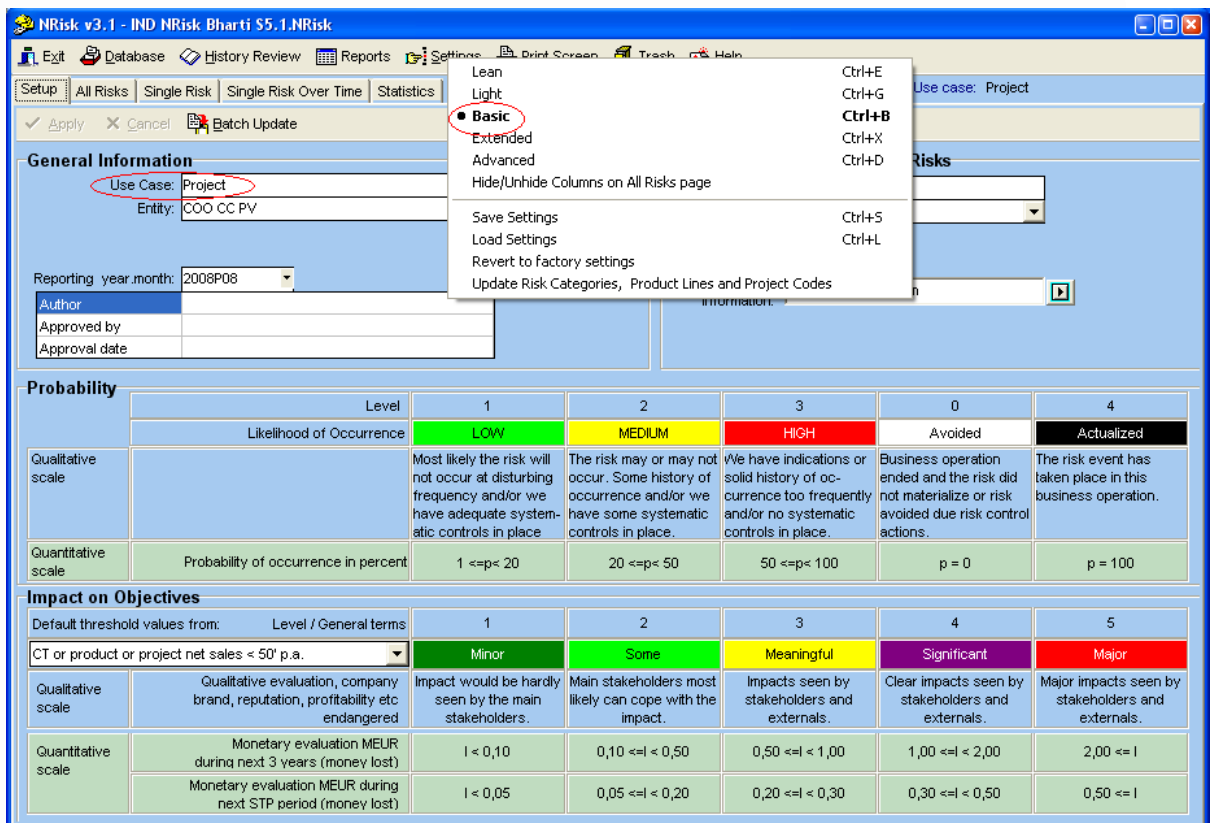 NRisk v3.1 - IND NRisk Bharti S5.1.NRisk
Exit Database History Review Reports Settings Print Screen Trash Help
Setup All Risks Single Risk Single Risk Over Time Statistics Use case: Project
Apply Cancel Batch Update
Lean Ctrl+E
Light Ctrl+G
Basic Ctrl+B
Extended Ctrl+X
Advanced Ctrl+D
Hide/Unhide Columns on All Risks page
Save Settings Ctrl+S
Load Settings Ctrl+L
Revert to factory settings
Update Risk Categories, Product Lines and Project Codes
General Information
Risks
Use Case: Project
Entity: COO CC PV
Reporting year.month: 2008P08
information:
Author
Approved by
Approval date
Probability
Level 1 2 3 0 4
Likelihood of Occurrence LOW MEDIUM HIGH Avoided Actualized
Qualitative
scale
Most likely the risk will
not occur at disturbing
frequency and/or we
have adequate system-
atic controls in place
The risk may or may not
occur. Some history of
occurrence and/or we
have some systematic
controls in place.
We have indications or
solid history of oc-
currence too frequently
and/or no systematic
controls in place.
Business operation
ended and the risk did
not materialize or risk
avoided due risk control
actions.
The risk event has
taken place in this
business operation.
Quantitative
scale
Probability of occurrence in percent 1 <=p< 20 20 <=p< 50 50 <=p< 100 p = 0 p = 100
Impact on Objectives
Default threshold values from: Level / General terms 1 2 3 4 5
CT or product or project net sales < 50' p.a. Minor Some Meaningful Significant Major
Qualitative
scale
Qualitative evaluation, company
brand, reputation, profitability etc
endangered
Impact would be hardly
seen by the main
stakeholders.
Main stakeholders most
likely can cope with the
impact.
Impacts seen by
stakeholders and
externals.
Clear impacts seen by
stakeholders and
externals.
Major impacts seen by
stakeholders and
externals.
Quantitative
scale
Monetary evaluation MEUR
during next 3 years (money lost)
I < 0,10 0,10 <=I < 0,50 0,50 <=I < 1,00 1,00 <=I < 2,00 2,00 <= I
Monetary evaluation MEUR during
next STP period (money lost)
I < 0,05 0,05 <=I < 0,20 0,20 <=I < 0,30 0,30 <=I < 0,50 0,50 <= I